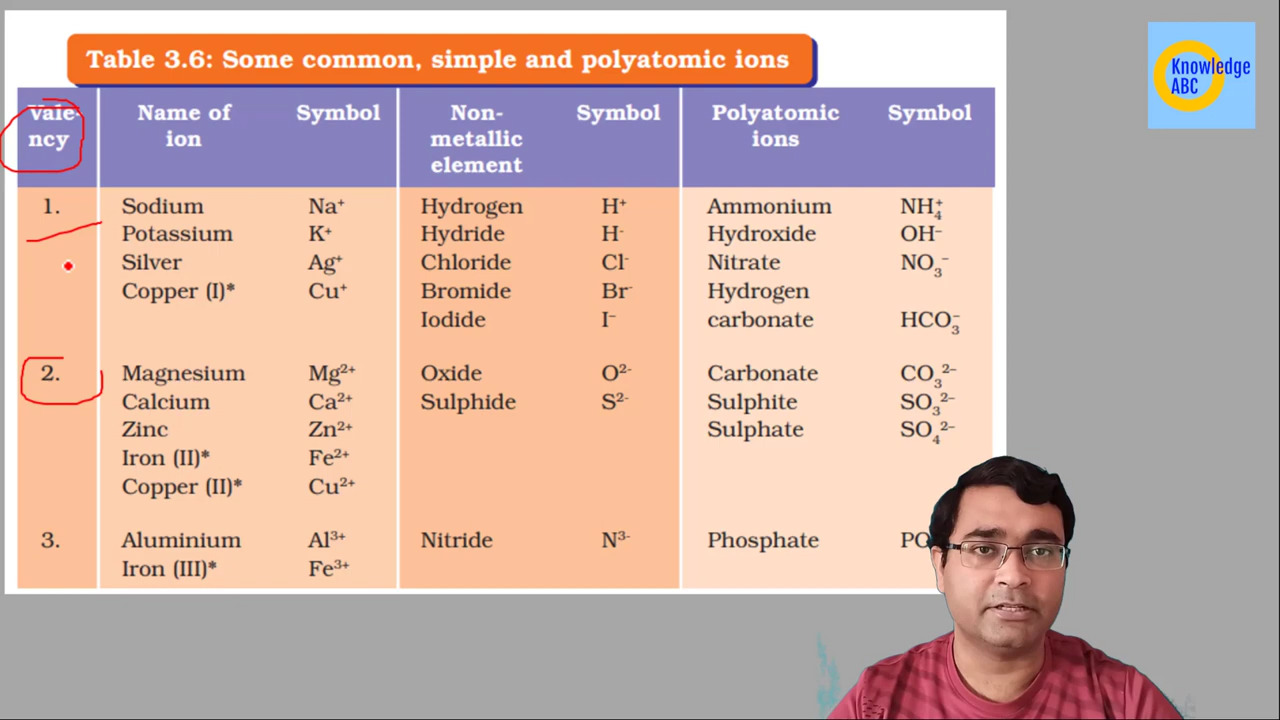 Table 3.6: Some common, simple and polyatomic ions
Knowledge
ABC
Vale-
ncy
Name of
ion
Symbol
Non-
metallic
element
Symbol
Polyatomic
ions
Symbol
1. Sodium Na⁺ Hydrogen H⁺ Ammonium NH₄⁺
Potassium K⁺ Hydride H⁻ Hydroxide OH⁻
Silver Ag⁺ Chloride Cl⁻ Nitrate NO₃⁻
Copper (I)* Cu⁺ Bromide Br⁻ Hydrogen
Iodide I⁻ carbonate HCO₃⁻
2. Magnesium Mg²⁺ Oxide O²⁻ Carbonate CO₃²⁻
Calcium Ca²⁺ Sulphide S²⁻ Sulphite SO₃²⁻
Zinc Zn²⁺ Sulphate SO₄²⁻
Iron (II)* Fe²⁺
Copper (II)* Cu²⁺
3. Aluminium Al³⁺ Nitride N³⁻ Phosphate
Iron (III)* Fe³⁺